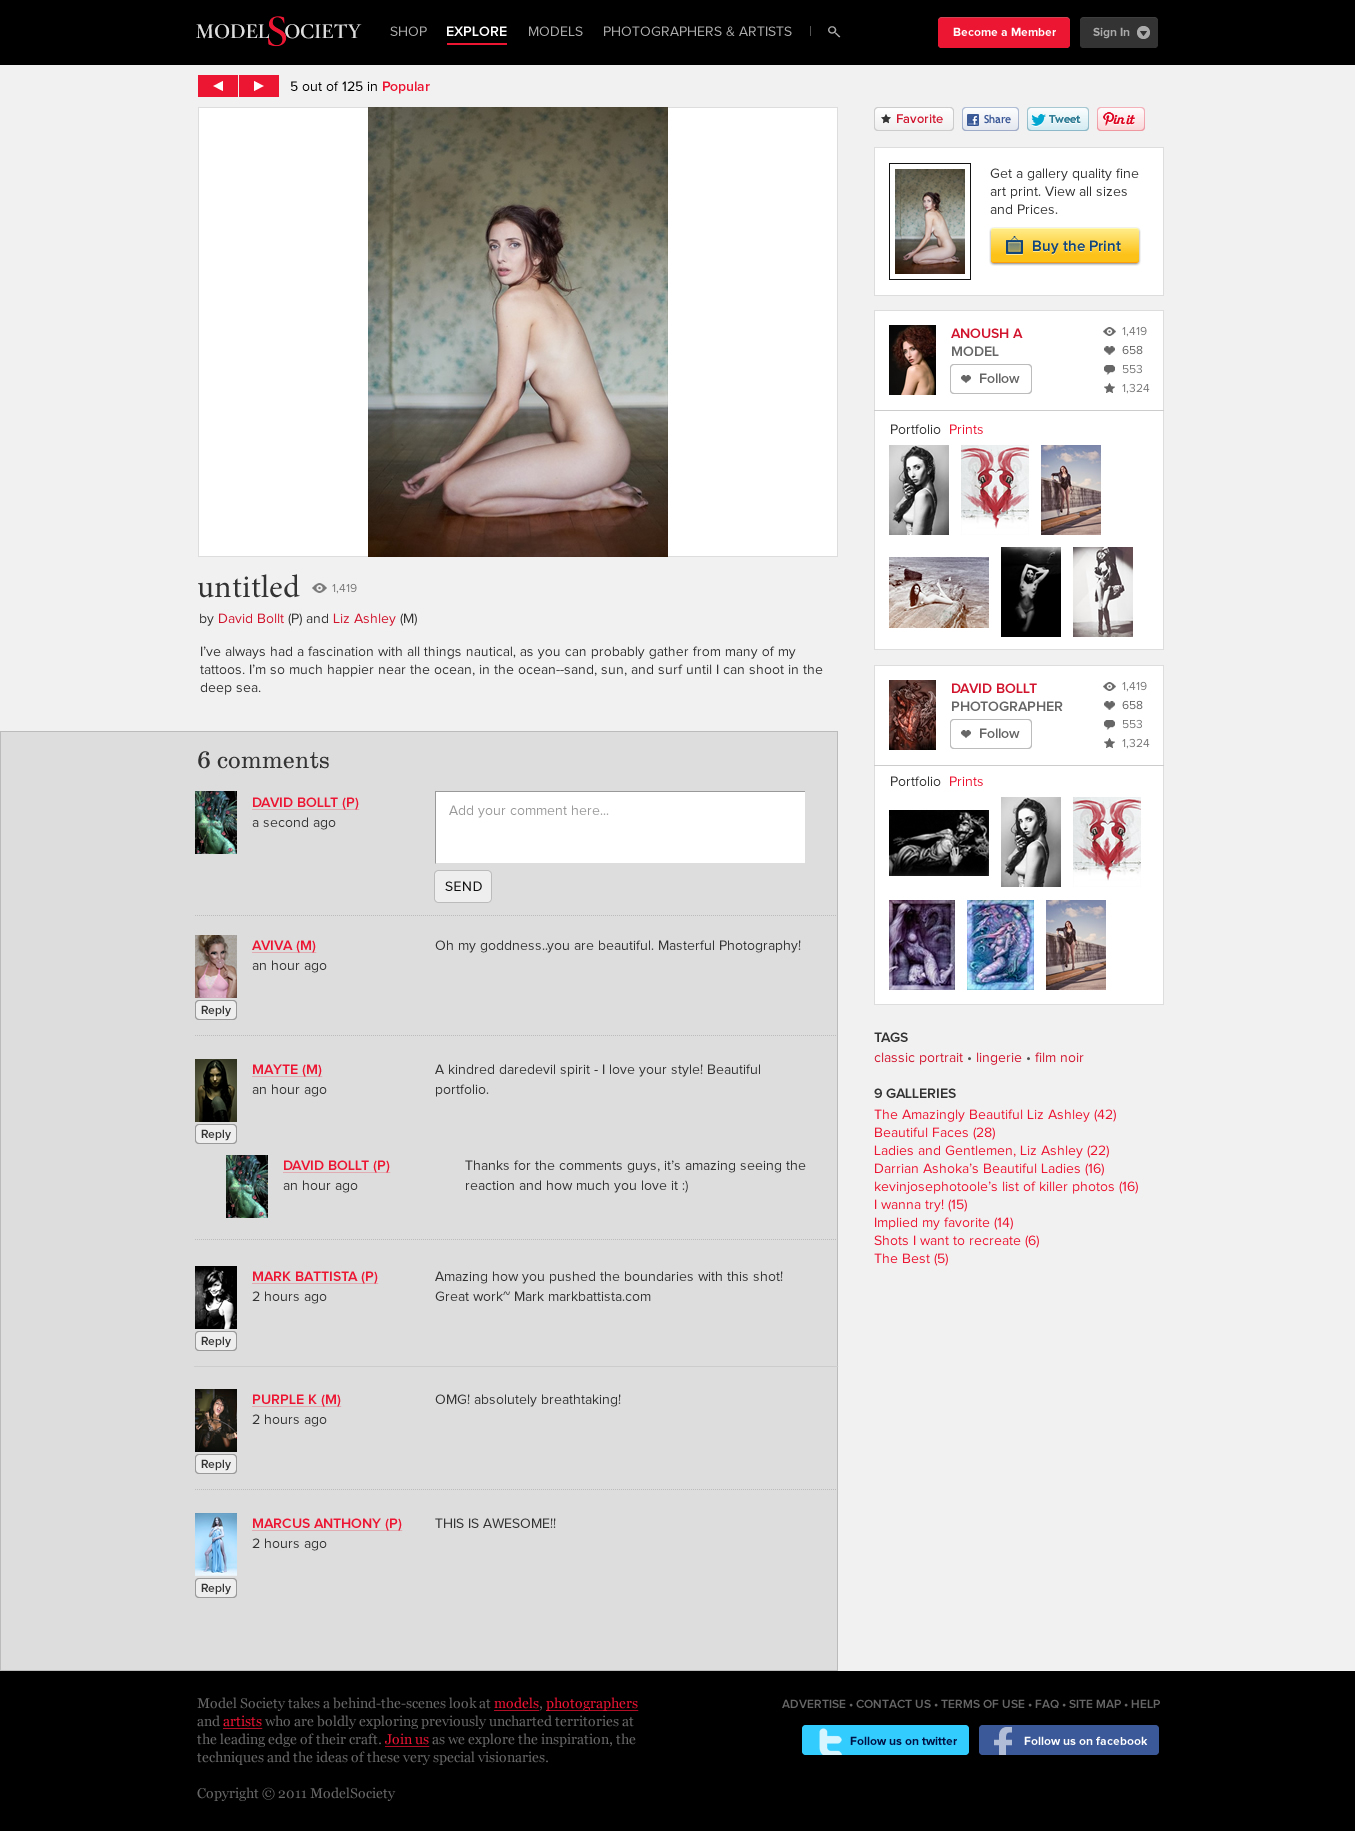 MODELSOCIETY SHOP EXPLORE MODELS PHOTOGRAPHERS & ARTISTS | Become a Member Sign In
5 out of 125 in Popular
Favorite Share Tweet Pin it
Get a gallery quality fine
art print. View all sizes
and Prices.
Buy the Print
ANOUSH A
MODEL
Follow
1,419
658
553
1,324
Portfolio Prints
untitled 1,419
by David Bollt (P) and Liz Ashley (M)
I’ve always had a fascination with all things nautical, as you can probably gather from many of my
tattoos. I’m so much happier near the ocean, in the ocean--sand, sun, and surf until I can shoot in the
deep sea.
DAVID BOLLT
PHOTOGRAPHER
Follow
1,419
658
553
1,324
Portfolio Prints
6 comments
DAVID BOLLT (P)
a second ago
Add your comment here...
SEND
AVIVA (M)
an hour ago
Oh my goddness..you are beautiful. Masterful Photography!
Reply
MAYTE (M)
an hour ago
A kindred daredevil spirit - I love your style! Beautiful
portfolio.
Reply
DAVID BOLLT (P)
an hour ago
Thanks for the comments guys, it’s amazing seeing the
reaction and how much you love it :)
MARK BATTISTA (P)
2 hours ago
Amazing how you pushed the boundaries with this shot!
Great work~ Mark markbattista.com
Reply
PURPLE K (M)
2 hours ago
OMG! absolutely breathtaking!
Reply
MARCUS ANTHONY (P)
2 hours ago
THIS IS AWESOME!!
Reply
TAGS
classic portrait • lingerie • film noir
9 GALLERIES
The Amazingly Beautiful Liz Ashley (42)
Beautiful Faces (28)
Ladies and Gentlemen, Liz Ashley (22)
Darrian Ashoka’s Beautiful Ladies (16)
kevinjosephotoole’s list of killer photos (16)
I wanna try! (15)
Implied my favorite (14)
Shots I want to recreate (6)
The Best (5)
Model Society takes a behind-the-scenes look at models, photographers
and artists who are boldly exploring previously uncharted territories at
the leading edge of their craft. Join us as we explore the inspiration, the
techniques and the ideas of these very special visionaries.
Copyright © 2011 ModelSociety
ADVERTISE • CONTACT US • TERMS OF USE • FAQ • SITE MAP • HELP
Follow us on twitter Follow us on facebook